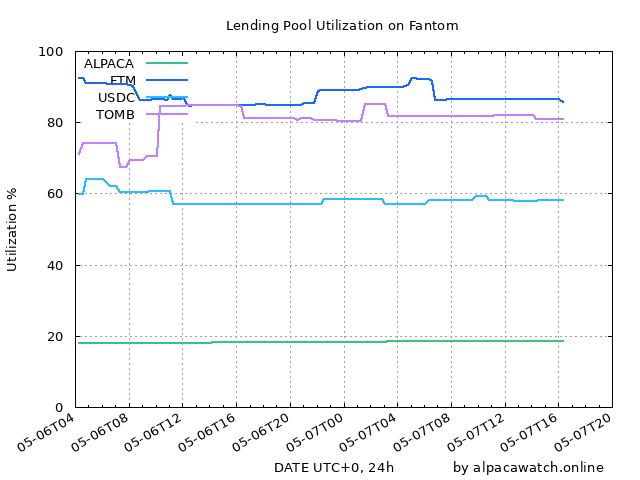 Lending Pool Utilization on Fantom
100
80
60
40
20
0
Utilization %
ALPACA
FTM
USDC
TOMB
05-06T04
05-06T08
05-06T12
05-06T16
05-06T20
05-07T00
05-07T04
05-07T08
05-07T12
05-07T16
05-07T20
DATE UTC+0, 24h
by alpacawatch.online